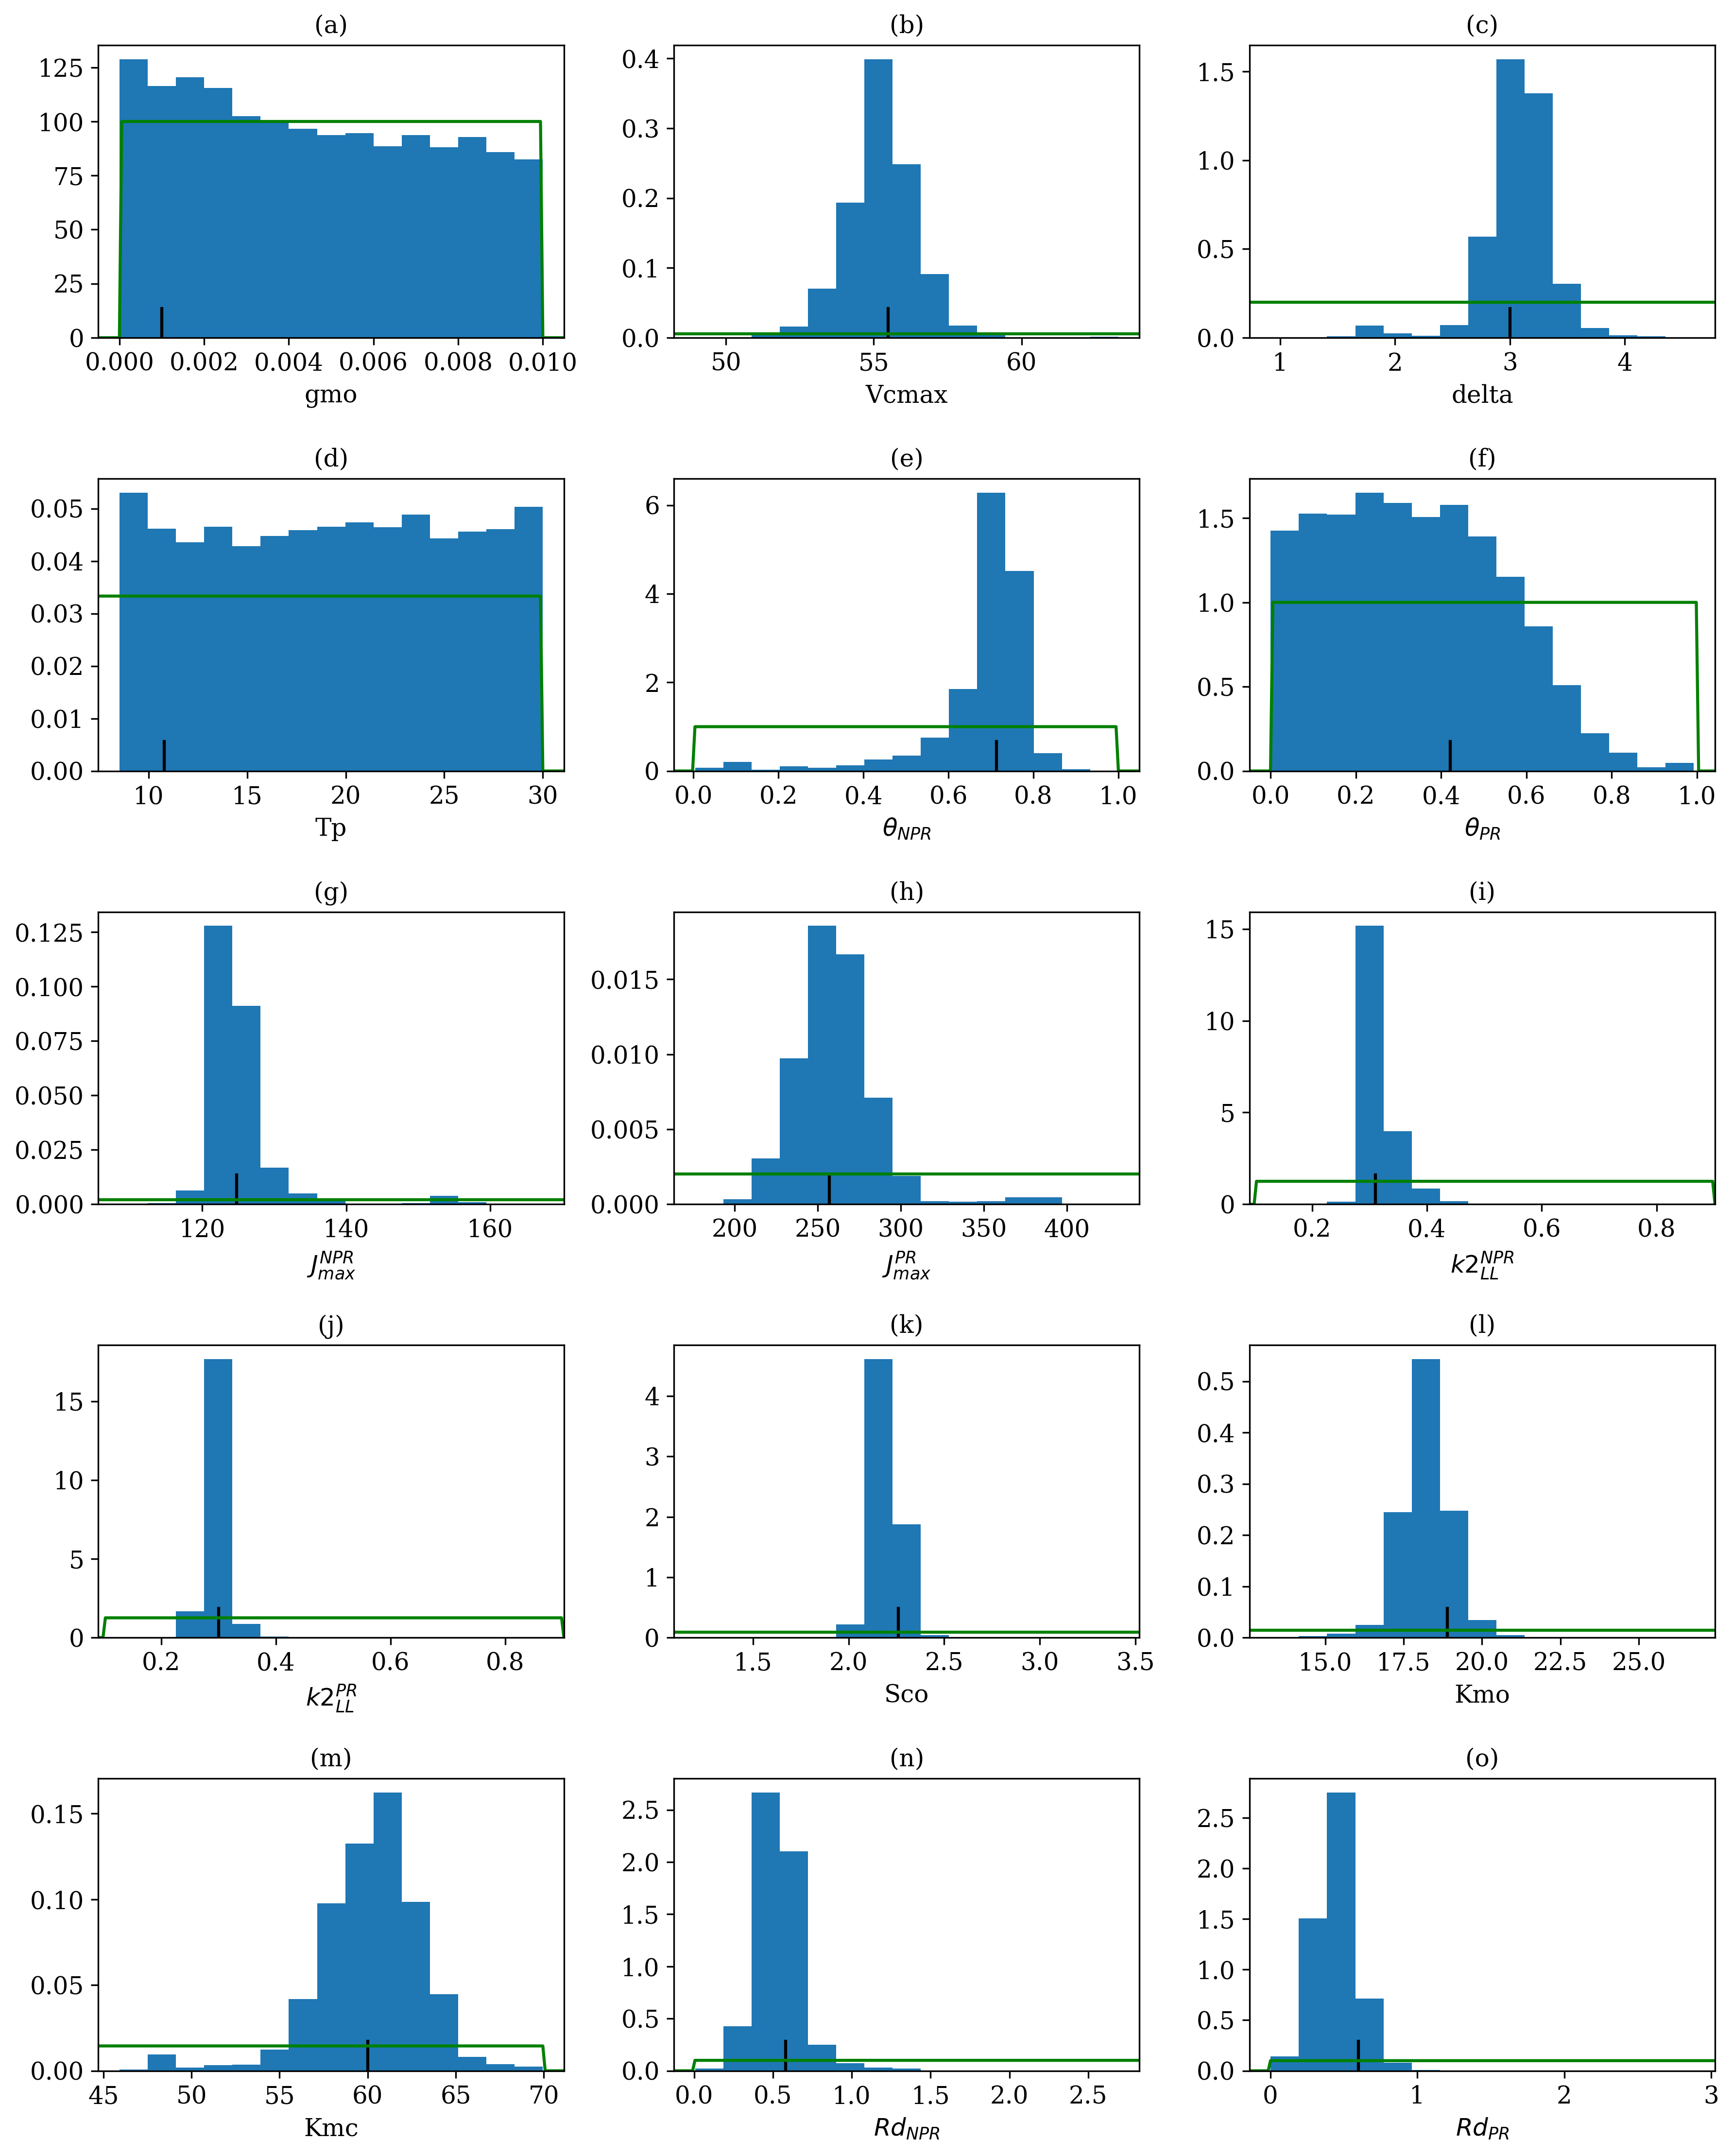 (a)
(b)
(c)
125
100
75
50
25
0
0.000 0.002 0.004 0.006 0.008 0.010
gmo
0.4
0.3
0.2
0.1
0.0
50 55 60
Vcmax
1.5
1.0
0.5
0.0
1 2 3 4
delta
(d)
(e)
(f)
0.05
0.04
0.03
0.02
0.01
0.00
10 15 20 25 30
Tp
6
4
2
0
0.0 0.2 0.4 0.6 0.8 1.0
θ_NPR
1.5
1.0
0.5
0.0
0.0 0.2 0.4 0.6 0.8 1.0
θ_PR
(g)
(h)
(i)
0.125
0.100
0.075
0.050
0.025
0.000
120 140 160
J_max^NPR
0.015
0.010
0.005
0.000
200 250 300 350 400
J_max^PR
15
10
5
0
0.2 0.4 0.6 0.8
k2_LL^NPR
(j)
(k)
(l)
15
10
5
0
0.2 0.4 0.6 0.8
k2_LL^PR
4
3
2
1
0
1.5 2.0 2.5 3.0 3.5
Sco
0.5
0.4
0.3
0.2
0.1
0.0
15.0 17.5 20.0 22.5 25.0
Kmo
(m)
(n)
(o)
0.15
0.10
0.05
0.00
45 50 55 60 65 70
Kmc
2.5
2.0
1.5
1.0
0.5
0.0
0.0 0.5 1.0 1.5 2.0 2.5
Rd_NPR
2.5
2.0
1.5
1.0
0.5
0.0
0 1 2 3
Rd_PR